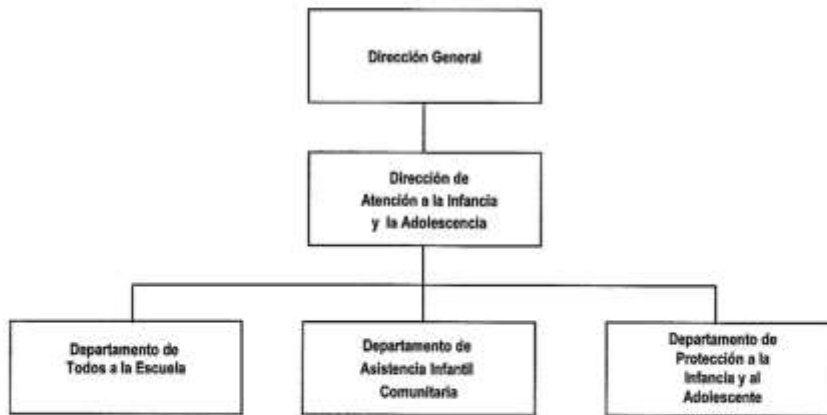 Dirección General
Dirección de
Atención a la Infancia
y la Adolescencia
Departamento de
Todos a la Escuela
Departamento de
Asistencia Infantil
Comunitaria
Departamento de
Protección a la
Infancia y al
Adolescente